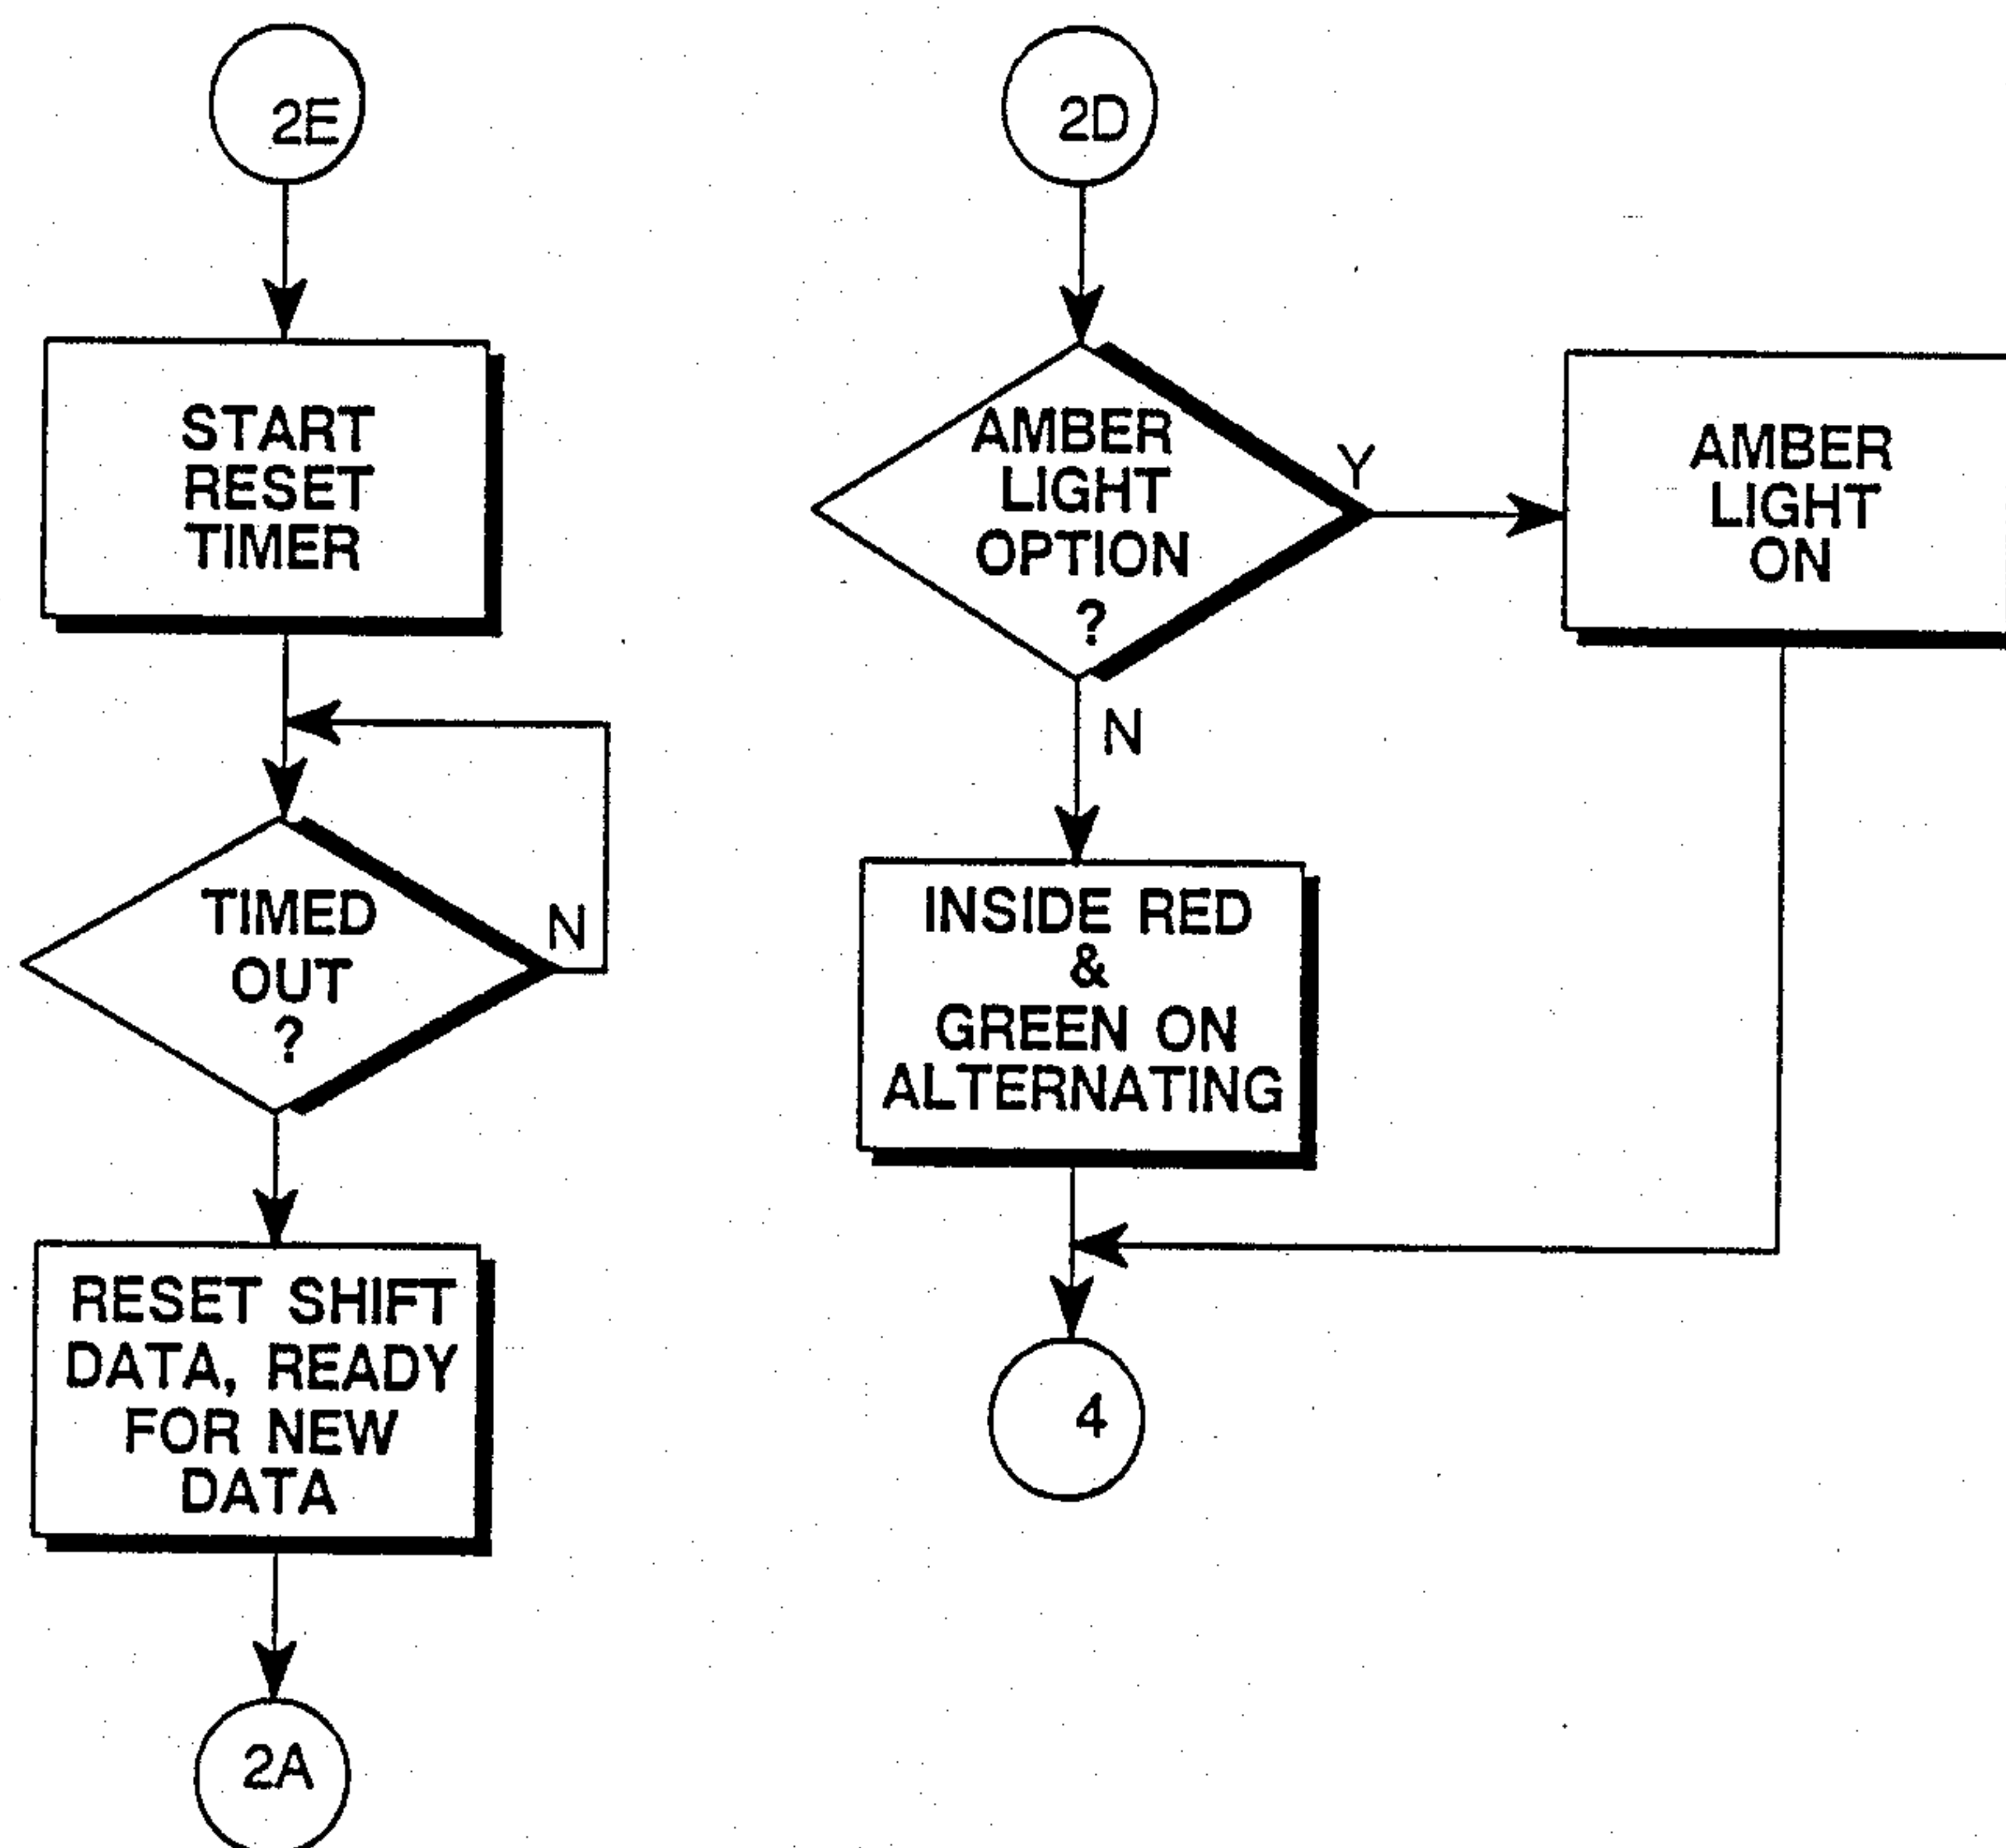 2E
START
RESET
TIMER
TIMED
OUT
?
N
RESET SHIFT
DATA, READY
FOR NEW
DATA
2A
2D
AMBER
LIGHT
OPTION
?
Y
N
AMBER
LIGHT
ON
INSIDE RED
&
GREEN ON
ALTERNATING
4